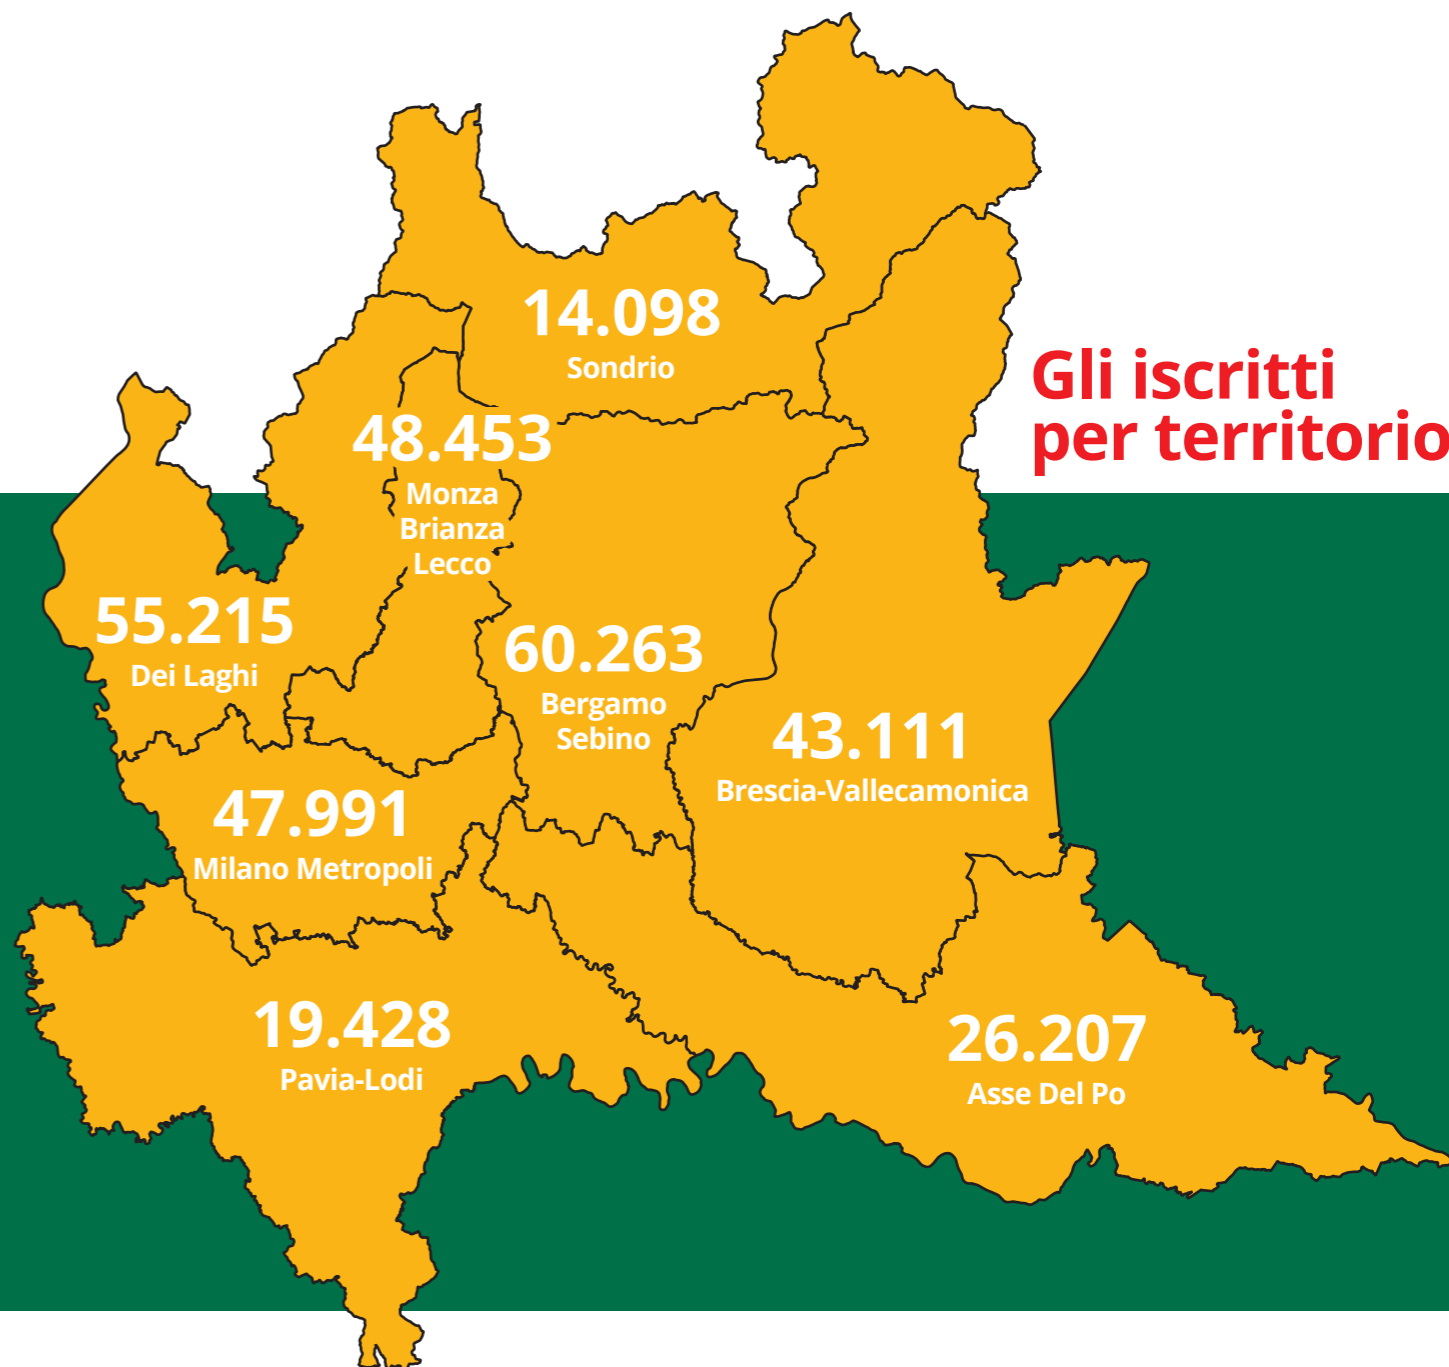 14.098
Sondrio
Gli iscritti
per territorio
48.453
Monza
Brianza
Lecco
55.215
Dei Laghi
60.263
Bergamo
Sebino
43.111
Brescia-Vallecamonica
47.991
Milano Metropoli
19.428
Pavia-Lodi
26.207
Asse Del Po